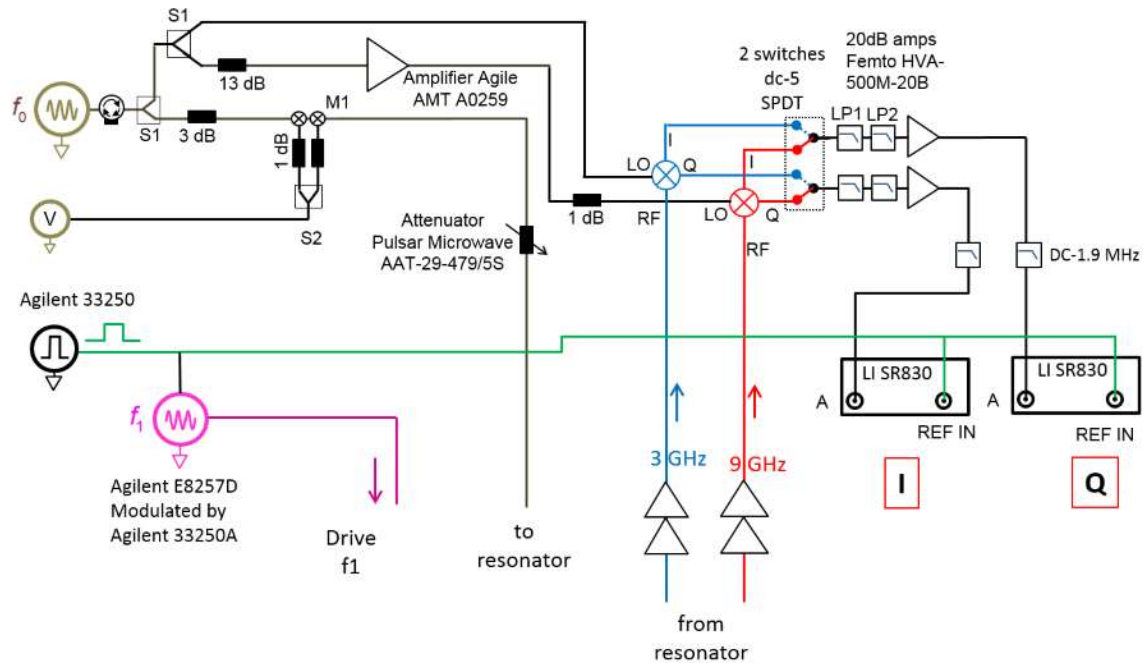 S1
13 dB
Amplifier Agile
AMT A0259
2 switches
dc-5
SPDT
20dB amps
Femto HVA-
500M-20B
f0
S1
3 dB
M1
1 dB
S2
V
LP1 LP2
I
LO
Q
RF
I
LO
Q
RF
1 dB
Attenuator
Pulsar Microwave
AAT-29-479/5S
DC-1.9 MHz
Agilent 33250
LI SR830
A
REF IN
LI SR830
A
REF IN
f1
3 GHz
9 GHz
I
Q
Agilent E8257D
Modulated by
Agilent 33250A
Drive
f1
to
resonator
from
resonator